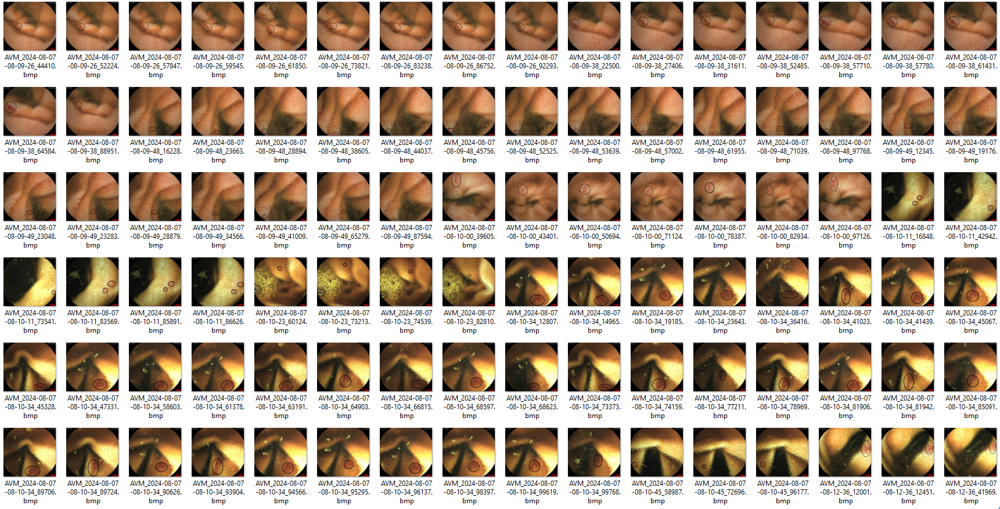 AVM_2024-08-07
-08-09-26_44410.
bmp
AVM_2024-08-07
-08-09-26_52224.
bmp
AVM_2024-08-07
-08-09-26_57847.
bmp
AVM_2024-08-07
-08-09-26_59545.
bmp
AVM_2024-08-07
-08-09-26_61850.
bmp
AVM_2024-08-07
-08-09-26_73821.
bmp
AVM_2024-08-07
-08-09-26_83238.
bmp
AVM_2024-08-07
-08-09-26_86752.
bmp
AVM_2024-08-07
-08-09-26_92293.
bmp
AVM_2024-08-07
-08-09-38_22500.
bmp
AVM_2024-08-07
-08-09-38_27406.
bmp
AVM_2024-08-07
-08-09-38_31611.
bmp
AVM_2024-08-07
-08-09-38_52485.
bmp
AVM_2024-08-07
-08-09-38_57710.
bmp
AVM_2024-08-07
-08-09-38_57780.
bmp
AVM_2024-08-07
-08-09-38_61431.
bmp
AVM_2024-08-07
-08-09-38_64584.
bmp
AVM_2024-08-07
-08-09-38_88951.
bmp
AVM_2024-08-07
-08-09-48_16228.
bmp
AVM_2024-08-07
-08-09-48_23663.
bmp
AVM_2024-08-07
-08-09-48_28894.
bmp
AVM_2024-08-07
-08-09-48_38605.
bmp
AVM_2024-08-07
-08-09-48_44037.
bmp
AVM_2024-08-07
-08-09-48_45756.
bmp
AVM_2024-08-07
-08-09-48_52525.
bmp
AVM_2024-08-07
-08-09-48_53639.
bmp
AVM_2024-08-07
-08-09-48_57002.
bmp
AVM_2024-08-07
-08-09-48_61955.
bmp
AVM_2024-08-07
-08-09-48_71039.
bmp
AVM_2024-08-07
-08-09-48_97768.
bmp
AVM_2024-08-07
-08-09-49_12345.
bmp
AVM_2024-08-07
-08-09-49_19176.
bmp
AVM_2024-08-07
-08-09-49_23048.
bmp
AVM_2024-08-07
-08-09-49_23283.
bmp
AVM_2024-08-07
-08-09-49_28879.
bmp
AVM_2024-08-07
-08-09-49_34566.
bmp
AVM_2024-08-07
-08-09-49_41009.
bmp
AVM_2024-08-07
-08-09-49_65279.
bmp
AVM_2024-08-07
-08-09-49_87594.
bmp
AVM_2024-08-07
-08-10-00_39605.
bmp
AVM_2024-08-07
-08-10-00_43401.
bmp
AVM_2024-08-07
-08-10-00_50694.
bmp
AVM_2024-08-07
-08-10-00_71124.
bmp
AVM_2024-08-07
-08-10-00_78387.
bmp
AVM_2024-08-07
-08-10-00_82934.
bmp
AVM_2024-08-07
-08-10-00_97126.
bmp
AVM_2024-08-07
-08-10-11_16848.
bmp
AVM_2024-08-07
-08-10-11_42942.
bmp
AVM_2024-08-07
-08-10-11_73541.
bmp
AVM_2024-08-07
-08-10-11_83569.
bmp
AVM_2024-08-07
-08-10-11_85891.
bmp
AVM_2024-08-07
-08-10-11_86626.
bmp
AVM_2024-08-07
-08-10-23_60124.
bmp
AVM_2024-08-07
-08-10-23_73213.
bmp
AVM_2024-08-07
-08-10-23_74539.
bmp
AVM_2024-08-07
-08-10-23_82810.
bmp
AVM_2024-08-07
-08-10-34_12807.
bmp
AVM_2024-08-07
-08-10-34_14965.
bmp
AVM_2024-08-07
-08-10-34_19185.
bmp
AVM_2024-08-07
-08-10-34_23643.
bmp
AVM_2024-08-07
-08-10-34_36416.
bmp
AVM_2024-08-07
-08-10-34_41023.
bmp
AVM_2024-08-07
-08-10-34_41439.
bmp
AVM_2024-08-07
-08-10-34_45067.
bmp
AVM_2024-08-07
-08-10-34_45328.
bmp
AVM_2024-08-07
-08-10-34_47331.
bmp
AVM_2024-08-07
-08-10-34_58603.
bmp
AVM_2024-08-07
-08-10-34_61378.
bmp
AVM_2024-08-07
-08-10-34_63191.
bmp
AVM_2024-08-07
-08-10-34_64903.
bmp
AVM_2024-08-07
-08-10-34_66815.
bmp
AVM_2024-08-07
-08-10-34_68597.
bmp
AVM_2024-08-07
-08-10-34_68623.
bmp
AVM_2024-08-07
-08-10-34_73373.
bmp
AVM_2024-08-07
-08-10-34_74159.
bmp
AVM_2024-08-07
-08-10-34_77211.
bmp
AVM_2024-08-07
-08-10-34_78969.
bmp
AVM_2024-08-07
-08-10-34_81906.
bmp
AVM_2024-08-07
-08-10-34_81942.
bmp
AVM_2024-08-07
-08-10-34_85091.
bmp
AVM_2024-08-07
-08-10-34_89706.
bmp
AVM_2024-08-07
-08-10-34_89724.
bmp
AVM_2024-08-07
-08-10-34_90626.
bmp
AVM_2024-08-07
-08-10-34_93904.
bmp
AVM_2024-08-07
-08-10-34_94566.
bmp
AVM_2024-08-07
-08-10-34_95295.
bmp
AVM_2024-08-07
-08-10-34_96137.
bmp
AVM_2024-08-07
-08-10-34_98397.
bmp
AVM_2024-08-07
-08-10-34_99619.
bmp
AVM_2024-08-07
-08-10-34_99768.
bmp
AVM_2024-08-07
-08-10-45_58987.
bmp
AVM_2024-08-07
-08-10-45_72696.
bmp
AVM_2024-08-07
-08-10-45_96177.
bmp
AVM_2024-08-07
-08-12-36_12001.
bmp
AVM_2024-08-07
-08-12-36_12451.
bmp
AVM_2024-08-07
-08-12-36_41969.
bmp